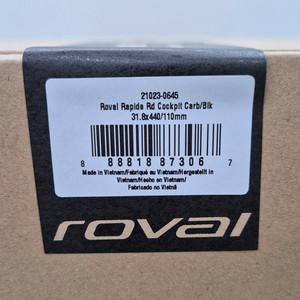 21023-0645
Roval Rapide Rd Cockpit Carb/Blk
31.8x440/110mm
8 88818 87306 7
Made in Vietnam/Fabriqué au Vietnam/Hergestellt in
Vietnam/Hecho en Vietnam/
Fabricado no Vietnã
roval